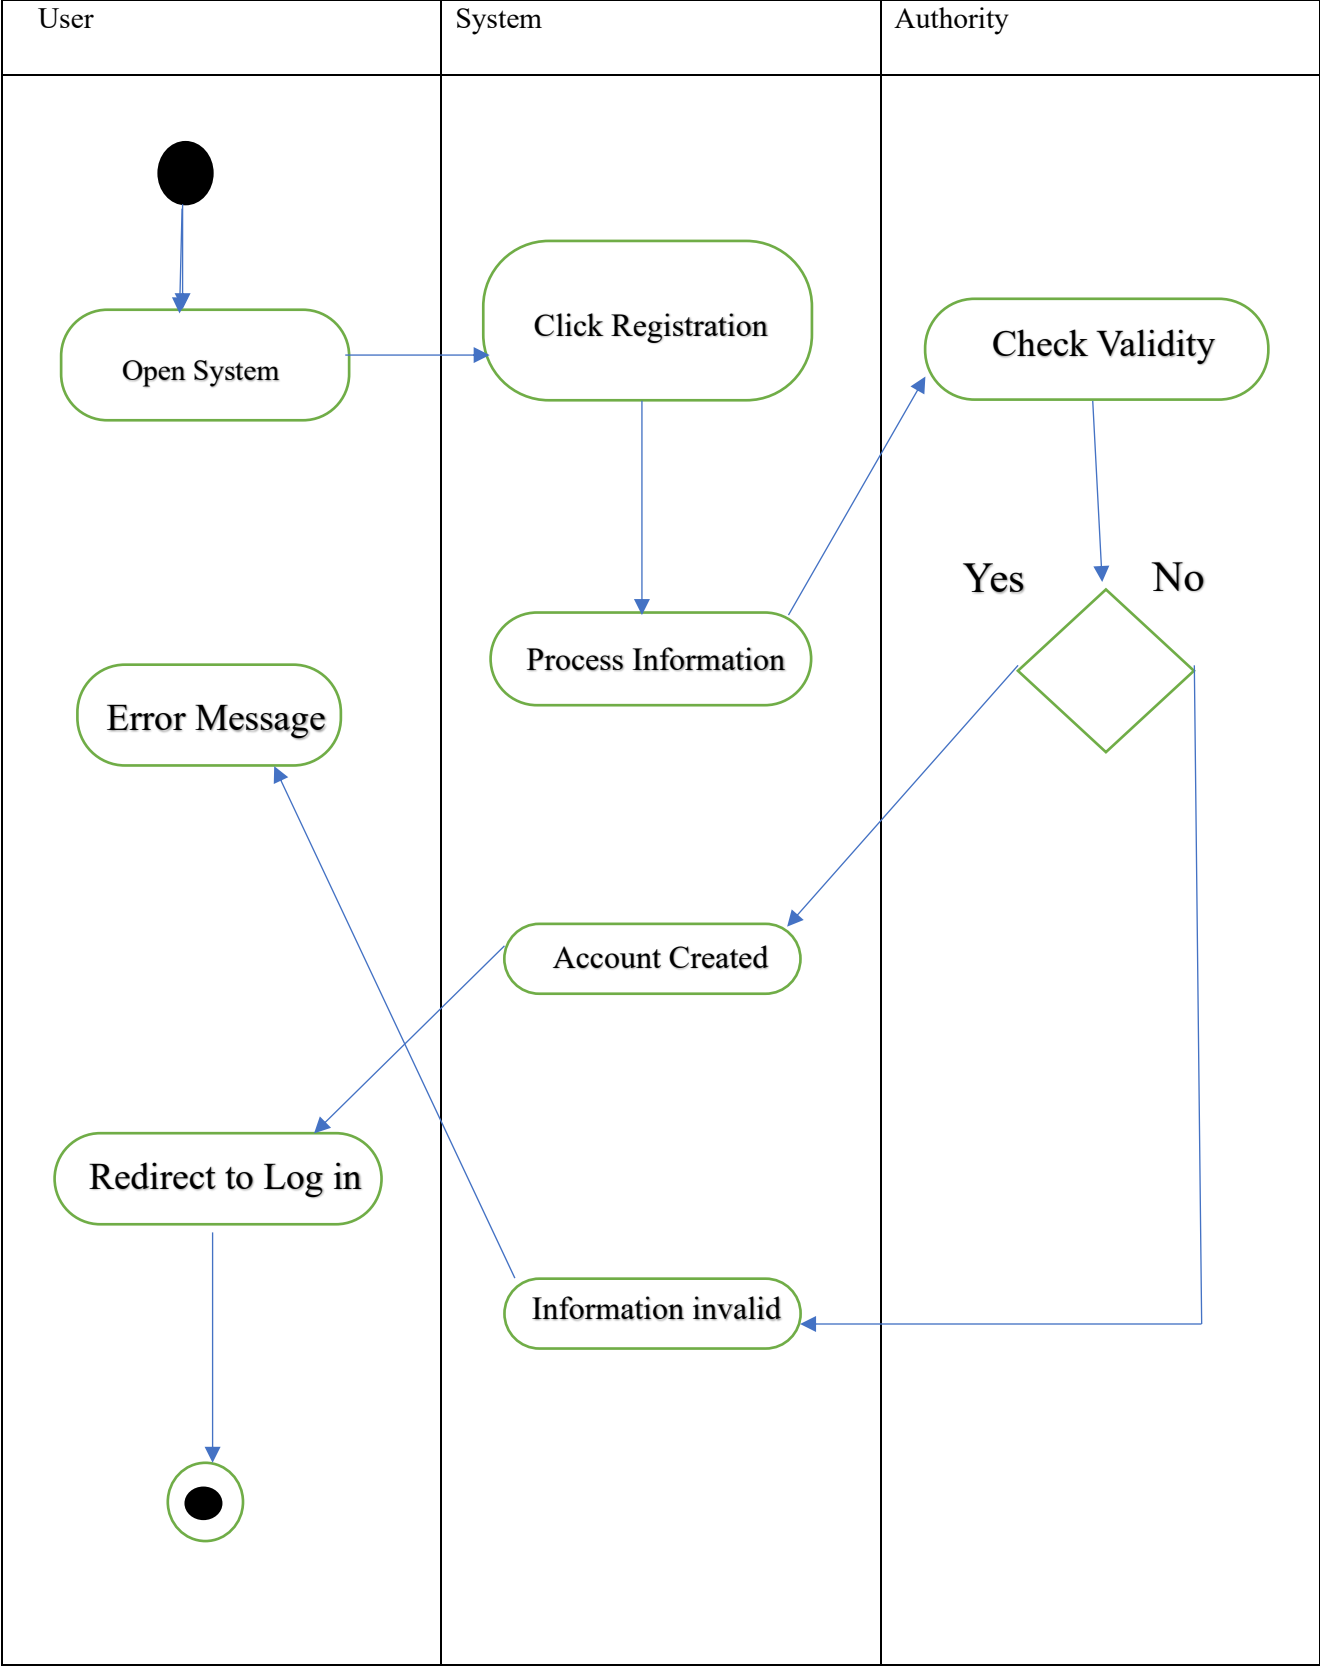 User
System
Authority
Click Registration
Check Validity
Open System
Yes
No
Process Information
Error Message
Account Created
Redirect to Log in
Information invalid